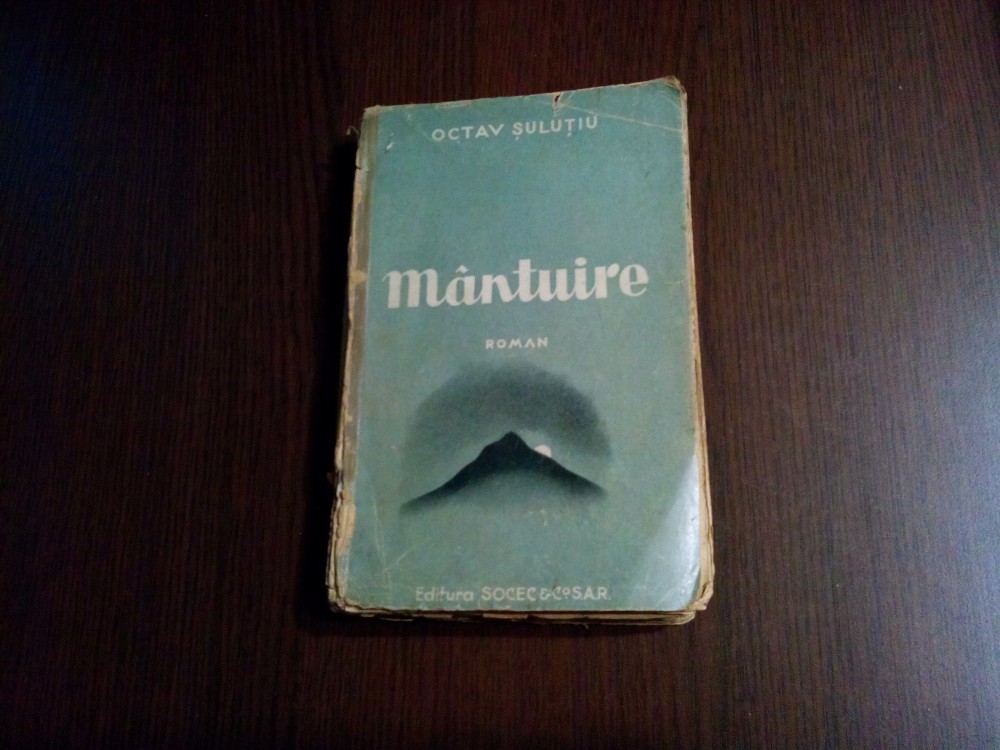 OCTAV ȘULUȚIU
Mântuire
ROMAN
Editura SOCEC & Co S.A.R.